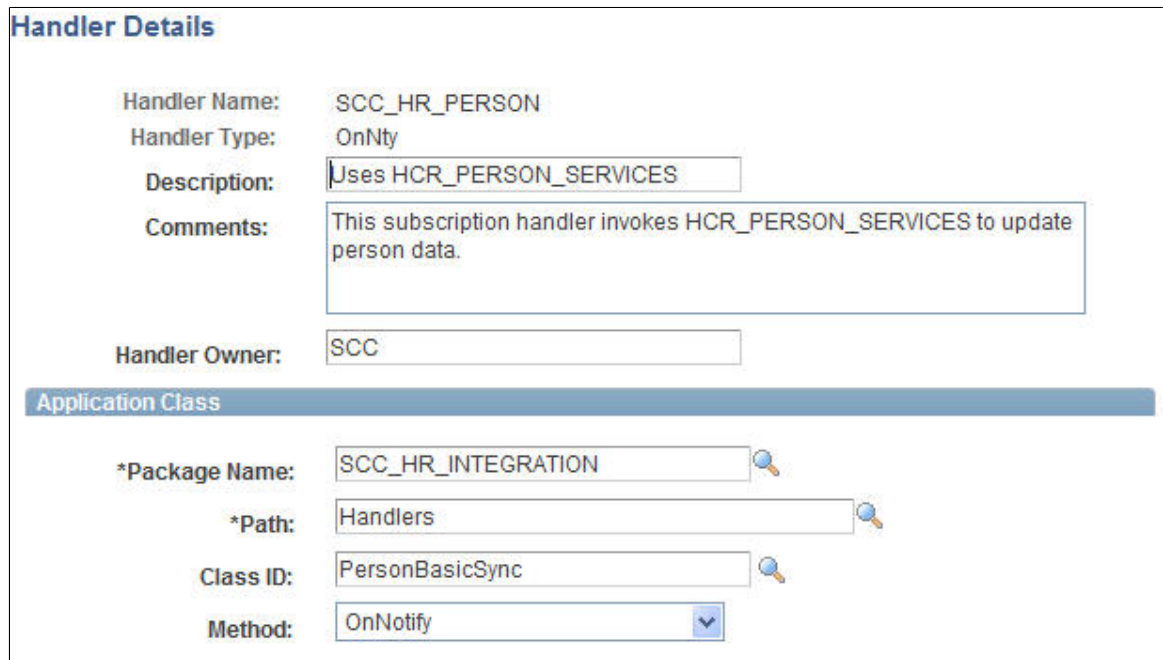 Handler Details
Handler Name: SCC_HR_PERSON
Handler Type: OnNty
Description: Uses HCR_PERSON_SERVICES
Comments: This subscription handler invokes HCR_PERSON_SERVICES to update
person data.
Handler Owner: SCC
Application Class
*Package Name: SCC_HR_INTEGRATION
*Path: Handlers
Class ID: PersonBasicSync
Method: OnNotify